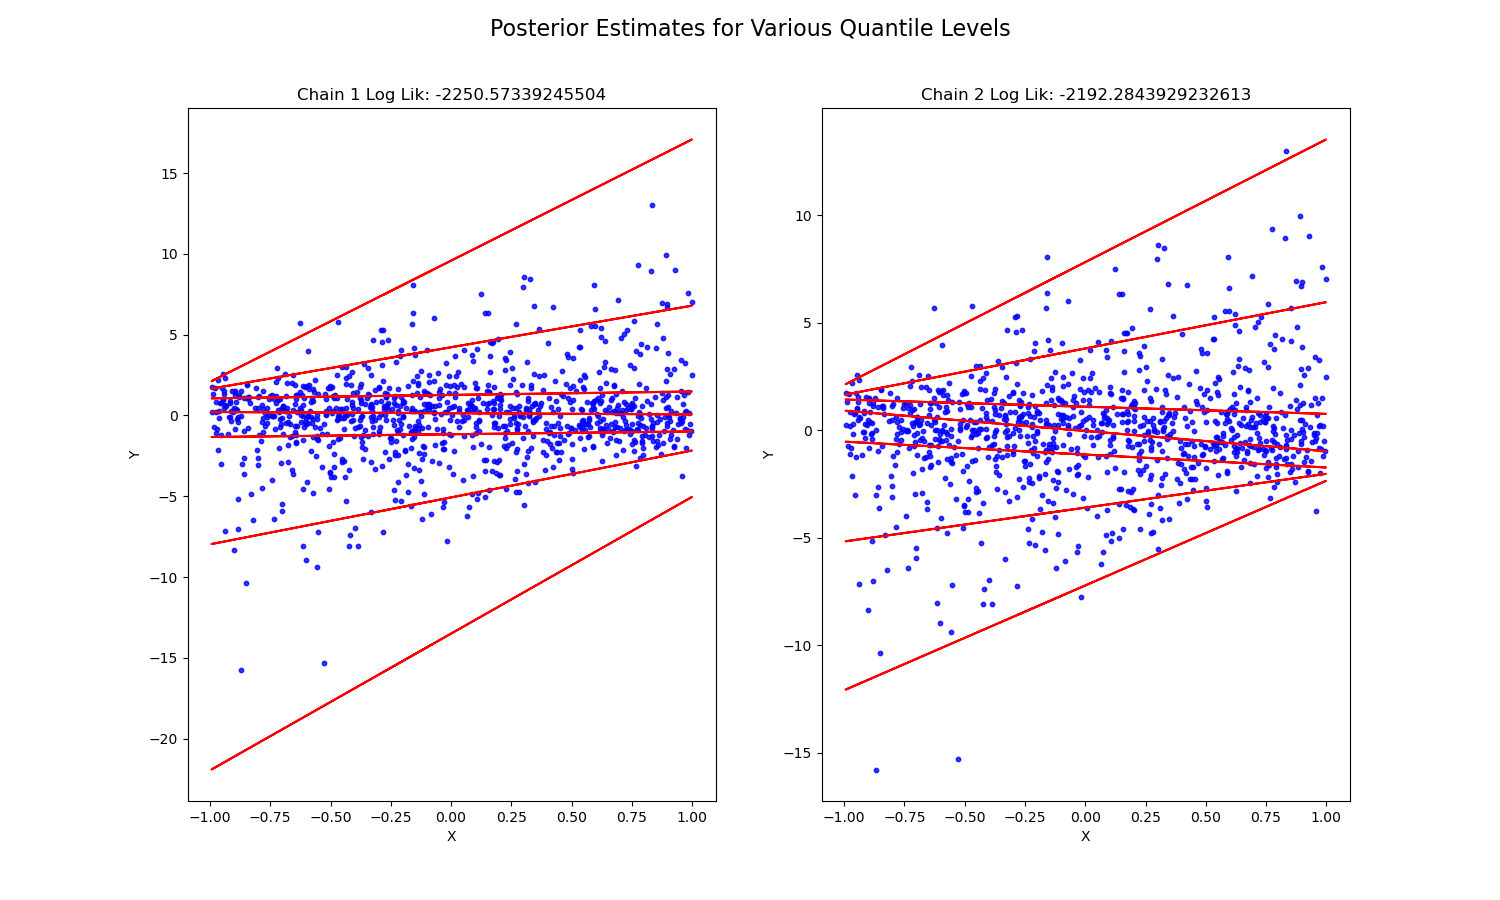 Posterior Estimates for Various Quantile Levels
Chain 1 Log Lik: -2250.57339245504
Y
15
10
5
0
−5
−10
−15
−20
−1.00 −0.75 −0.50 −0.25 0.00 0.25 0.50 0.75 1.00
X
Chain 2 Log Lik: -2192.2843929232613
Y
10
5
0
−5
−10
−15
−1.00 −0.75 −0.50 −0.25 0.00 0.25 0.50 0.75 1.00
X